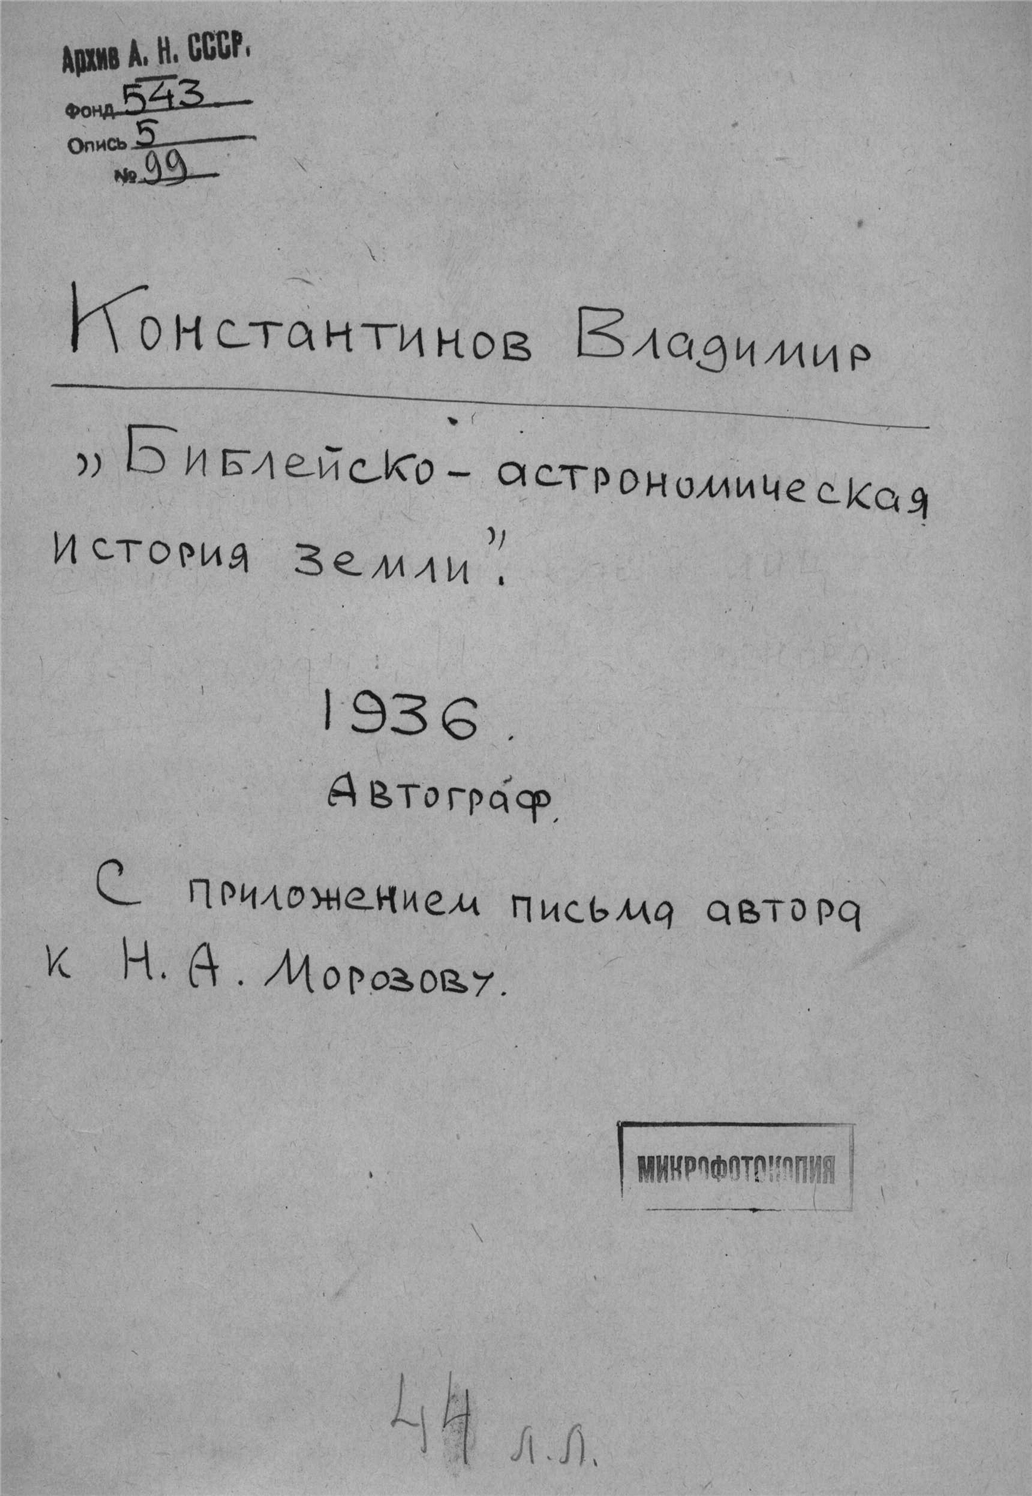 Архив А. Н. СССР.
Фонд 543
Опись 5
№ 99
Константинов Владимир
„Библейско-астрономическая
история земли".
1936.
Автограф.
С приложением письма автора
к Н. А. Морозову.
МИКРОФОТОКОПИЯ
44 л.л.